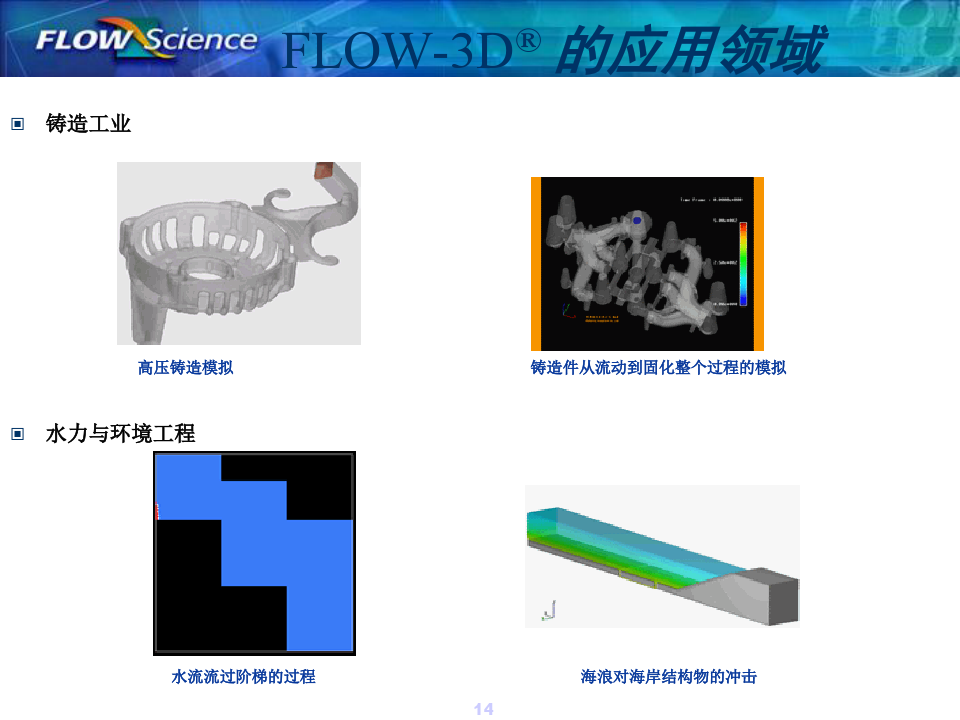 FLOW Science
FLOW-3D® 的应用领域
铸造工业
Time Frame :
高压铸造模拟
铸造件从流动到固化整个过程的模拟
水力与环境工程
水流流过阶梯的过程
海浪对海岸结构物的冲击
14